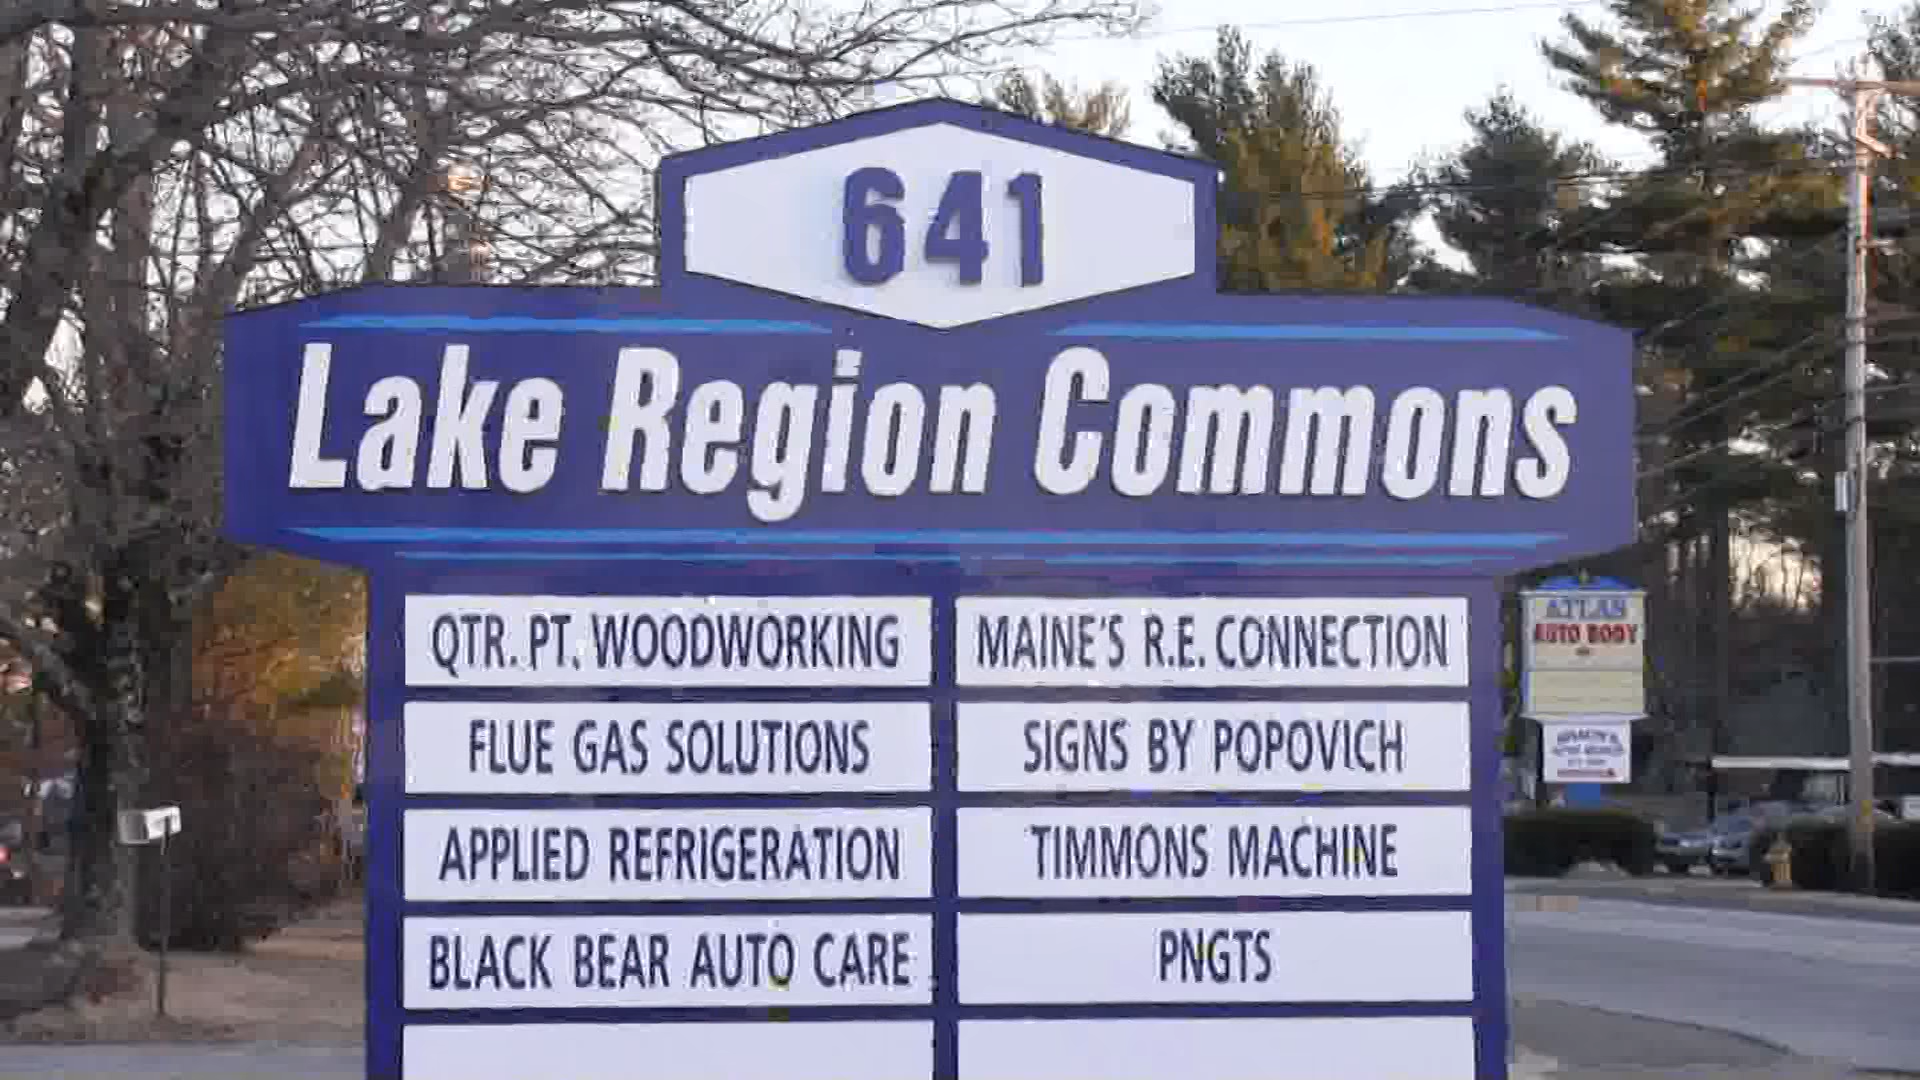 641
Lake Region Commons
QTR. PT. WOODWORKING
MAINE'S R.E. CONNECTION
FLUE GAS SOLUTIONS
SIGNS BY POPOVICH
APPLIED REFRIGERATION
TIMMONS MACHINE
BLACK BEAR AUTO CARE
PNGTS
ATLAS
AUTO BODY